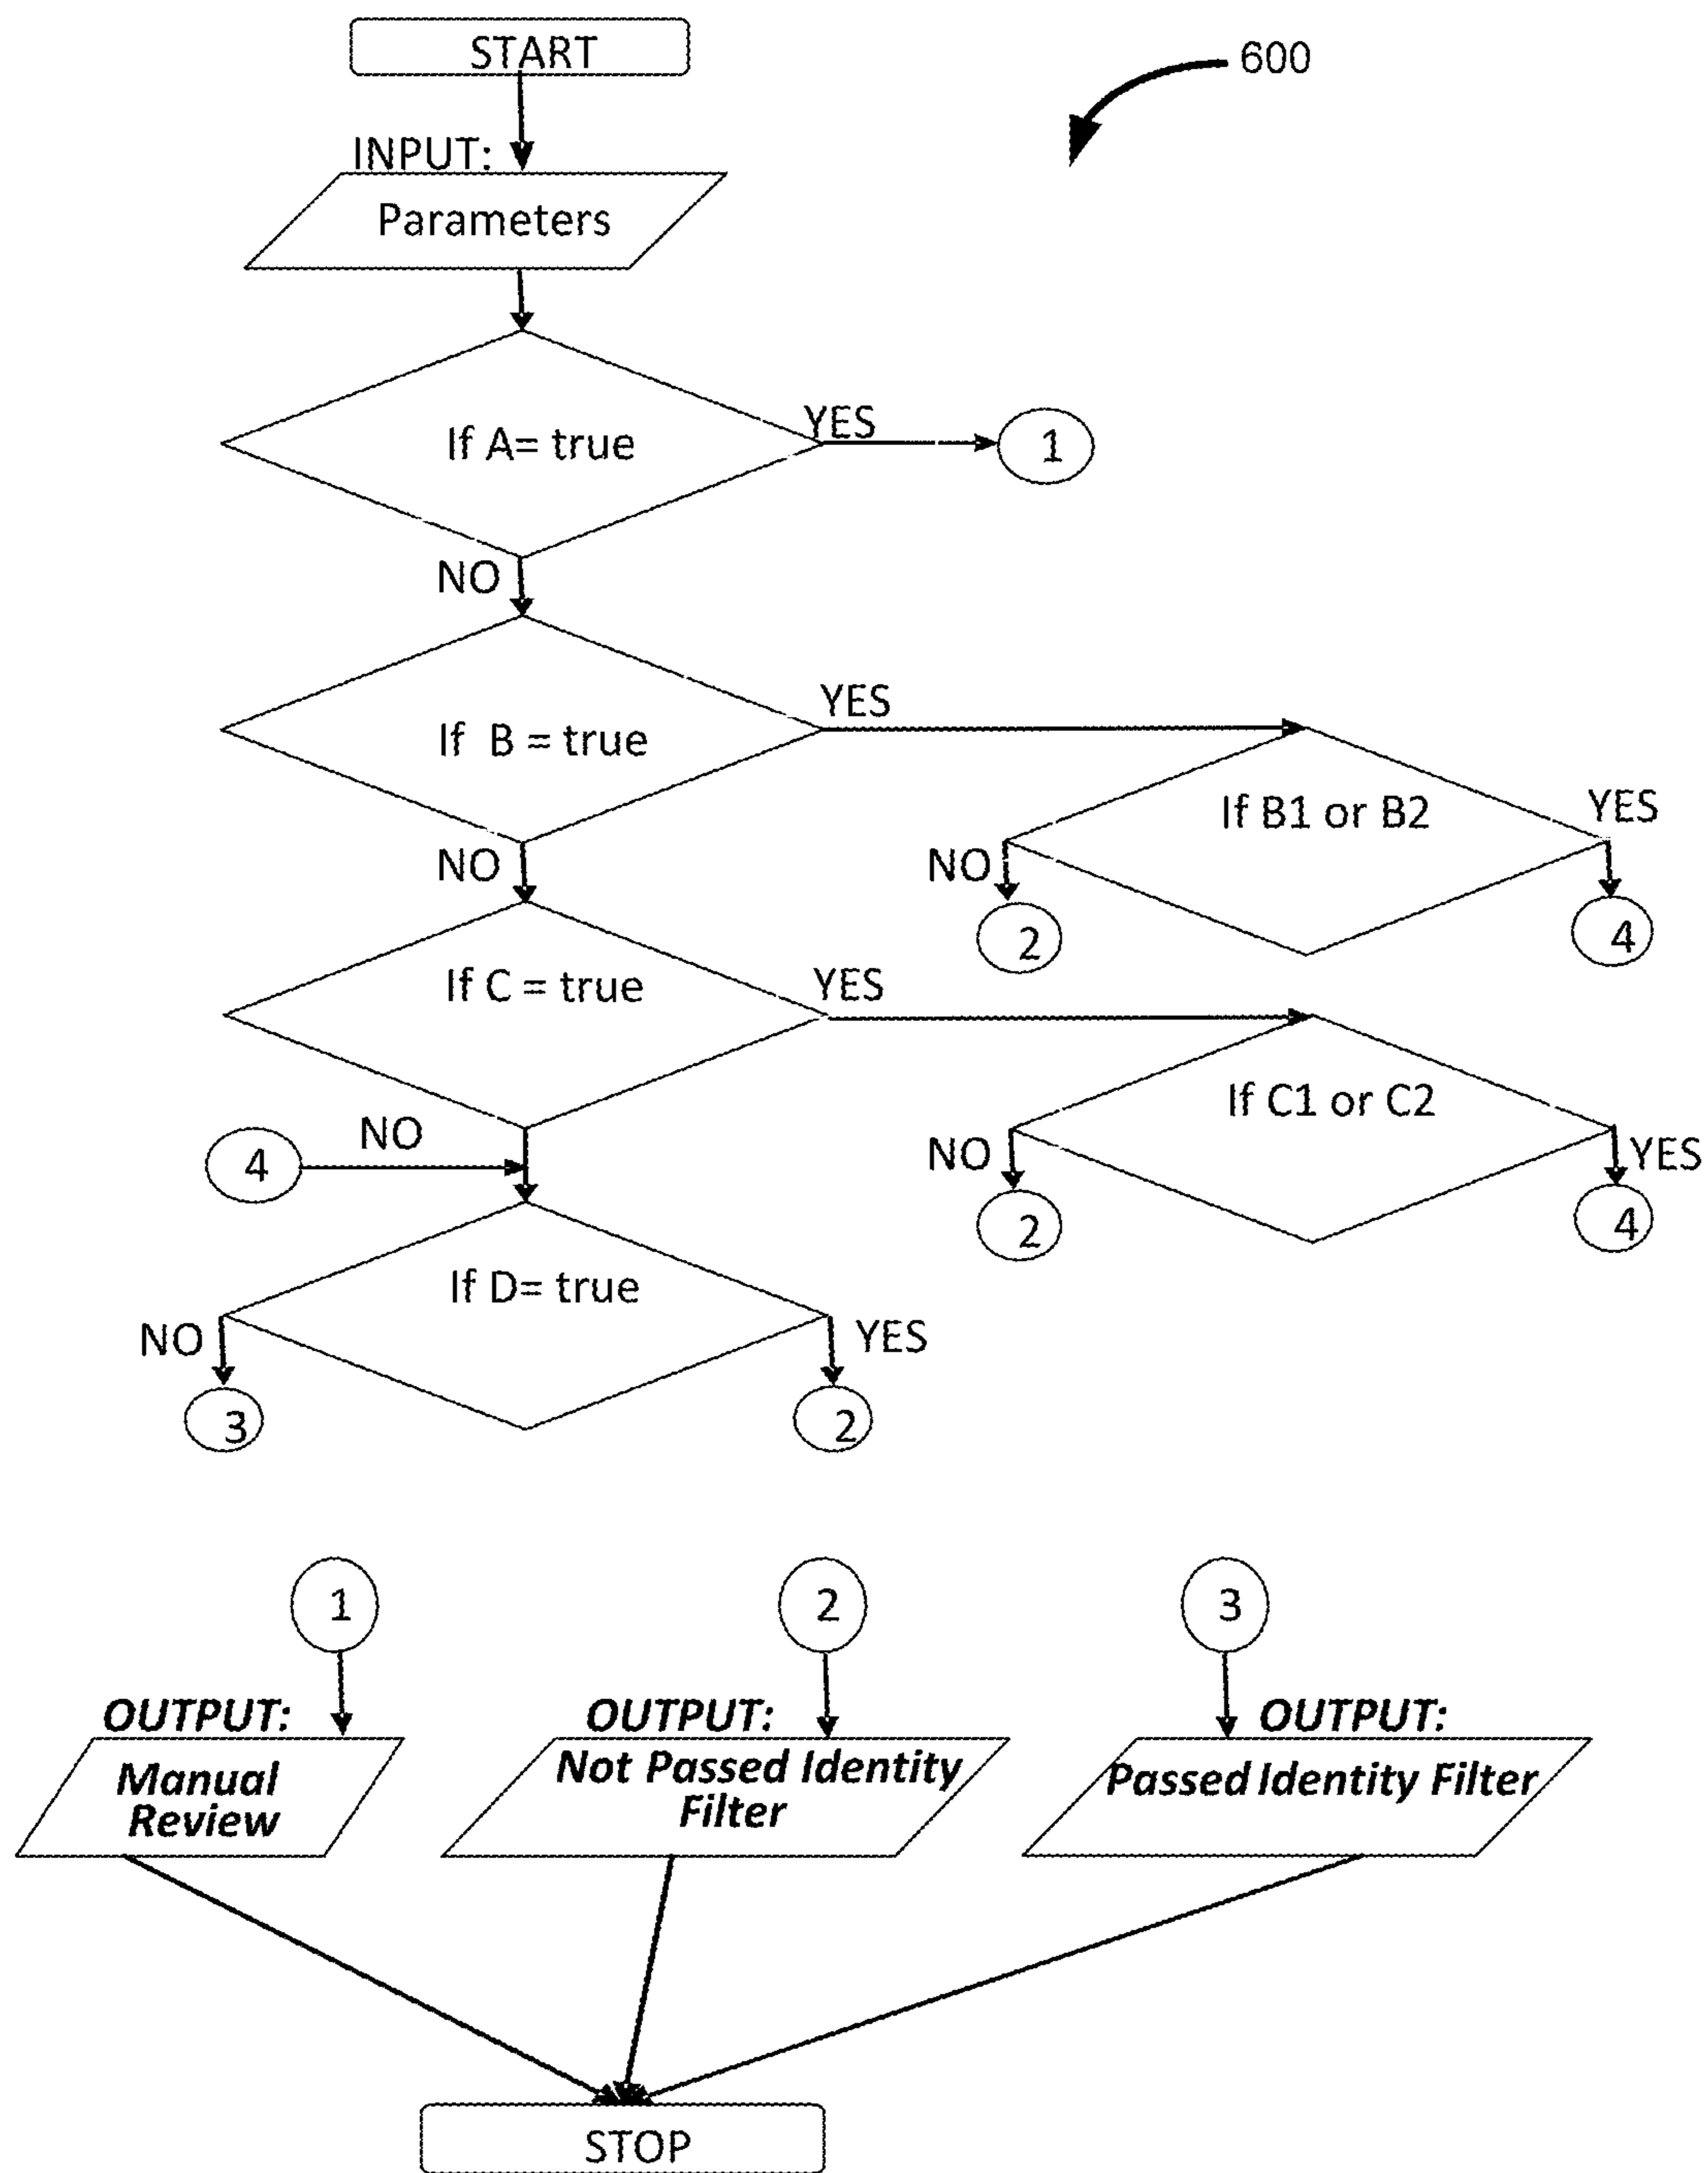 START
600
INPUT:
Parameters
If A= true
YES
1
NO
If B = true
YES
If B1 or B2
YES
NO
NO
2
4
If C = true
YES
If C1 or C2
NO
4
NO
YES
2
4
If D= true
NO
YES
3
2
1
2
3
OUTPUT:
OUTPUT:
OUTPUT:
Manual
Review
Not Passed Identity
Filter
Passed Identity Filter
STOP